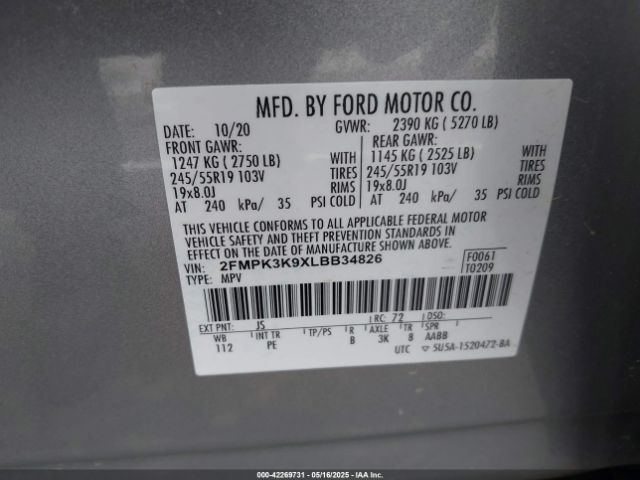 MFD. BY FORD MOTOR CO.
DATE: 10/20 GVWR: 2390 KG ( 5270 LB)
FRONT GAWR: REAR GAWR:
1247 KG ( 2750 LB) WITH 1145 KG ( 2525 LB) WITH
245/55R19 103V TIRES 245/55R19 103V TIRES
19x8.0J RIMS 19x8.0J RIMS
AT 240 kPa/ 35 PSI COLD AT 240 kPa/ 35 PSI COLD
THIS VEHICLE CONFORMS TO ALL APPLICABLE FEDERAL MOTOR
VEHICLE SAFETY AND THEFT PREVENTION STANDARDS IN
EFFECT ON THE DATE OF MANUFACTURE SHOWN ABOVE.
VIN: 2FMPK3K9XLBB34826 F0061
TYPE: MPV T0209
EXT PNT: JS RC: 72 DSO:
WB INT TR TP/PS R AXLE TR SPR
112 PE B 3K 8 AABB
UTC ▽ 5U5A-1520472-BA
000-42269731 - 05/16/2025 - IAA, Inc.